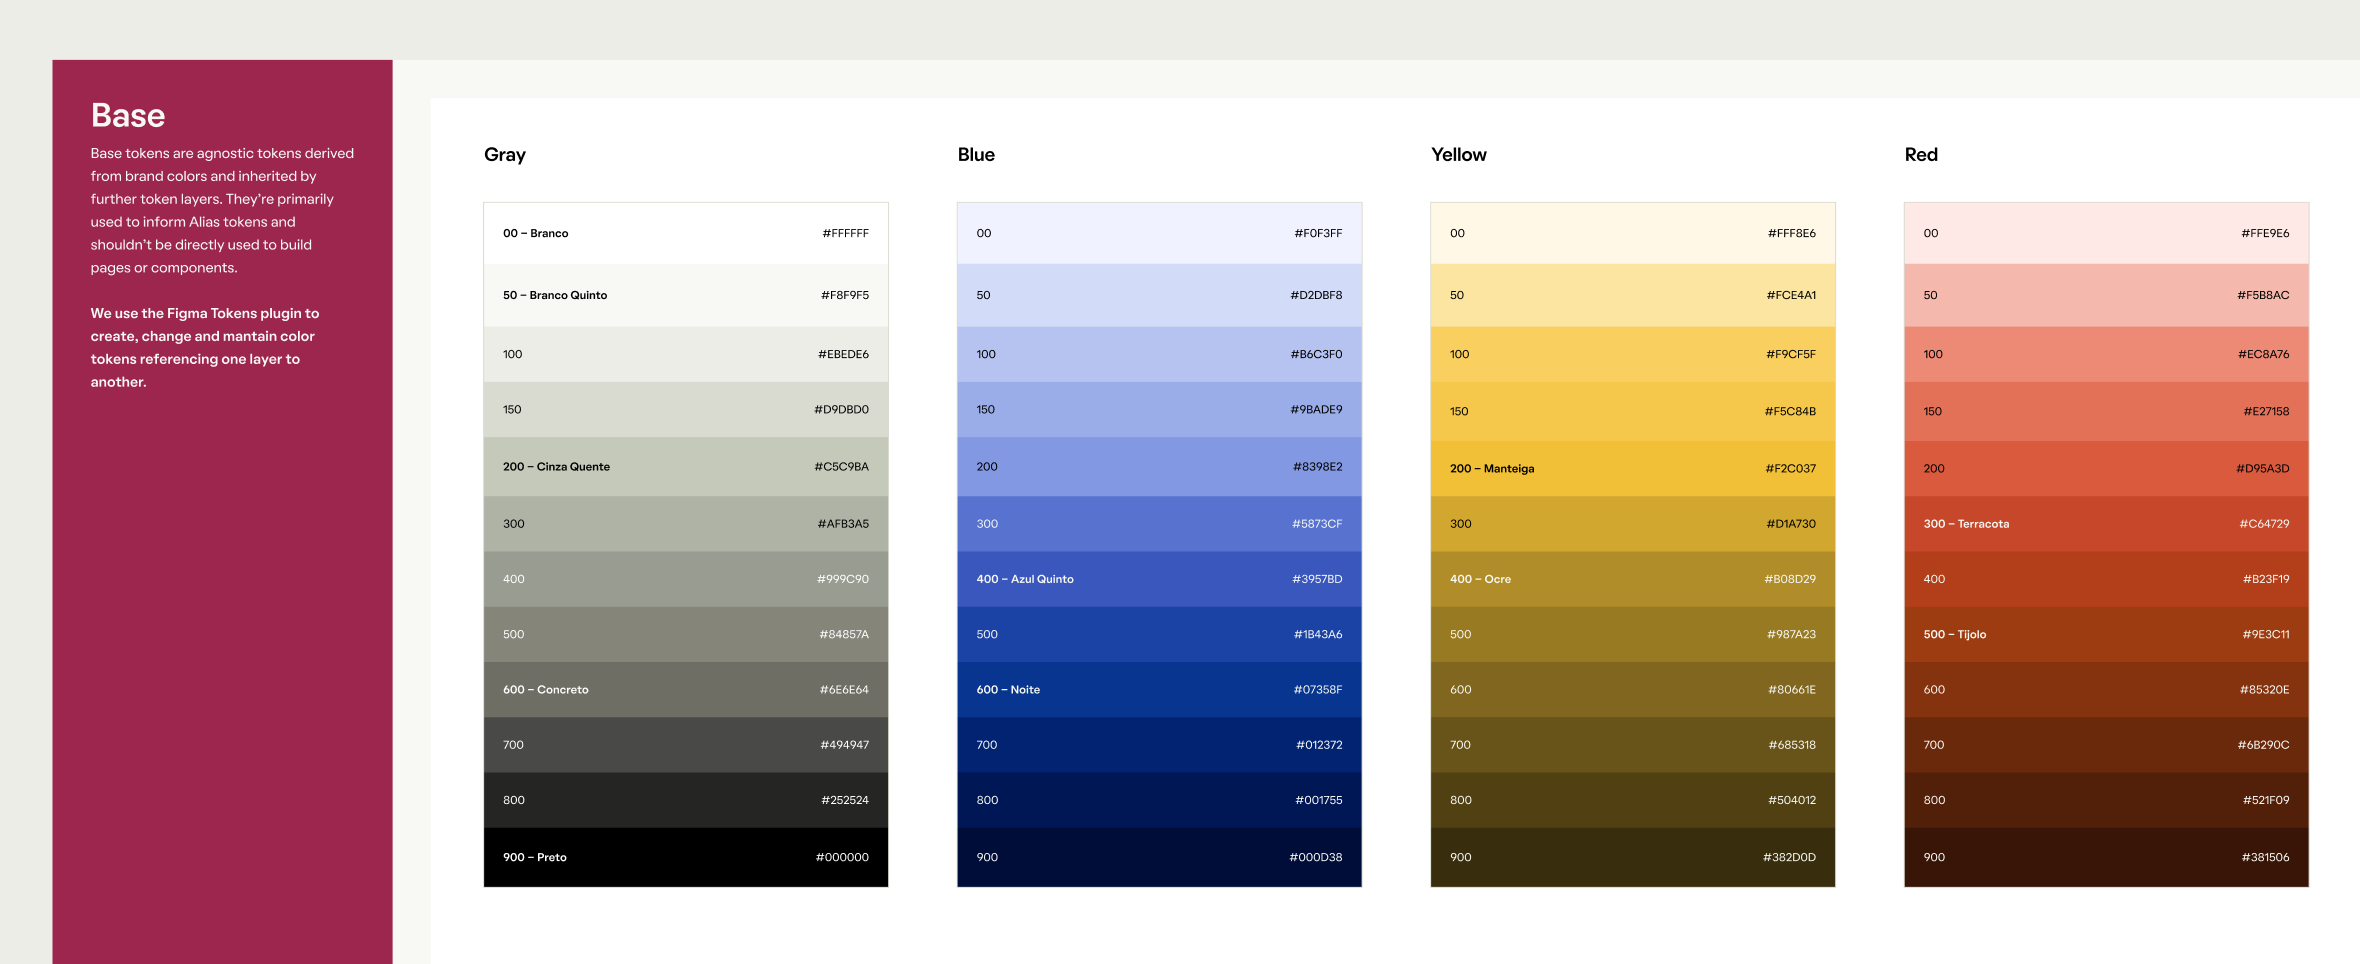 Base
Base tokens are agnostic tokens derived
from brand colors and inherited by
further token layers. They're primarily
used to inform Alias tokens and
shouldn't be directly used to build
pages or components.
We use the Figma Tokens plugin to
create, change and mantain color
tokens referencing one layer to
another.
Gray
00 – Branco #FFFFFF
50 – Branco Quinto #F8F9F5
100 #EBEDE6
150 #D9DBD0
200 – Cinza Quente #C5C9BA
300 #AFB3A5
400 #999C90
500 #84857A
600 – Concreto #6E6E64
700 #494947
800 #252524
900 – Preto #000000
Blue
00 #F0F3FF
50 #D2DBF8
100 #B6C3F0
150 #9BADE9
200 #8398E2
300 #5873CF
400 – Azul Quinto #3957BD
500 #1B43A6
600 – Noite #07358F
700 #012372
800 #001755
900 #000D38
Yellow
00 #FFF8E6
50 #FCE4A1
100 #F9CF5F
150 #F5C84B
200 – Manteiga #F2C037
300 #D1A730
400 – Ocre #B08D29
500 #987A23
600 #80661E
700 #685318
800 #504012
900 #382D0D
Red
00 #FFE9E6
50 #F5B8AC
100 #EC8A76
150 #E27158
200 #D95A3D
300 – Terracota #C64729
400 #B23F19
500 – Tijolo #9E3C11
600 #85320E
700 #6B290C
800 #521F09
900 #381506